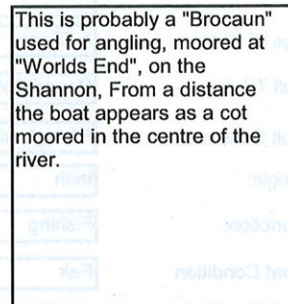 This is probably a "Brocaun"
used for angling, moored at
"Worlds End", on the
Shannon, From a distance
the boat appears as a cot
moored in the centre of the
river.